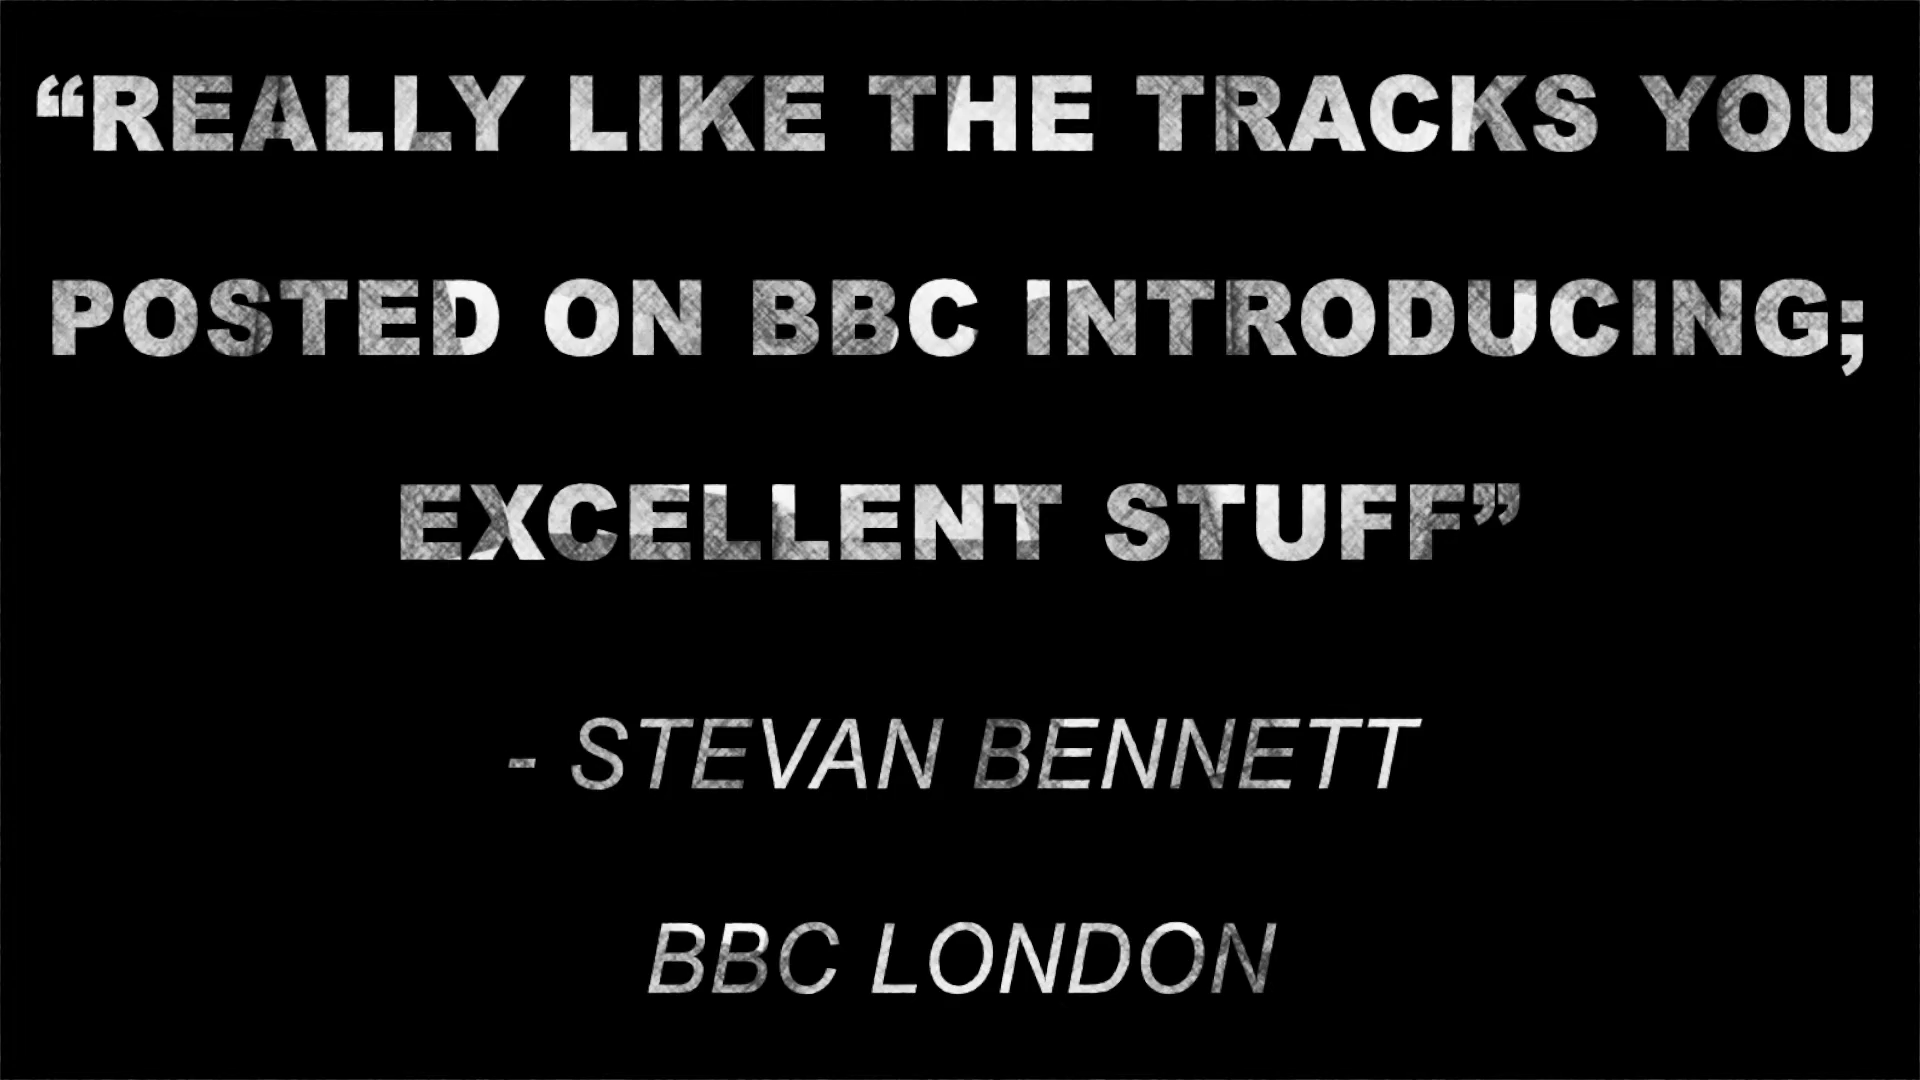 “REALLY LIKE THE TRACKS YOU
POSTED ON BBC INTRODUCING;
EXCELLENT STUFF”
- STEVAN BENNETT
BBC LONDON